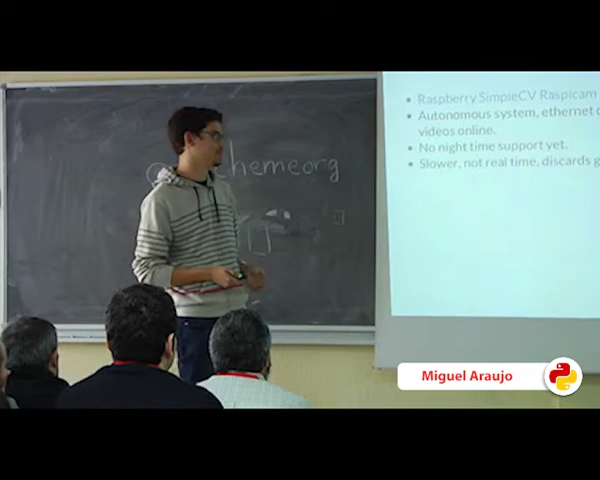 Raspberry SimpleCV Raspicam
Autonomous system, ethernet
videos online.
No night time support yet.
Slower, not real time, discards
hemeorg
Miguel Araujo